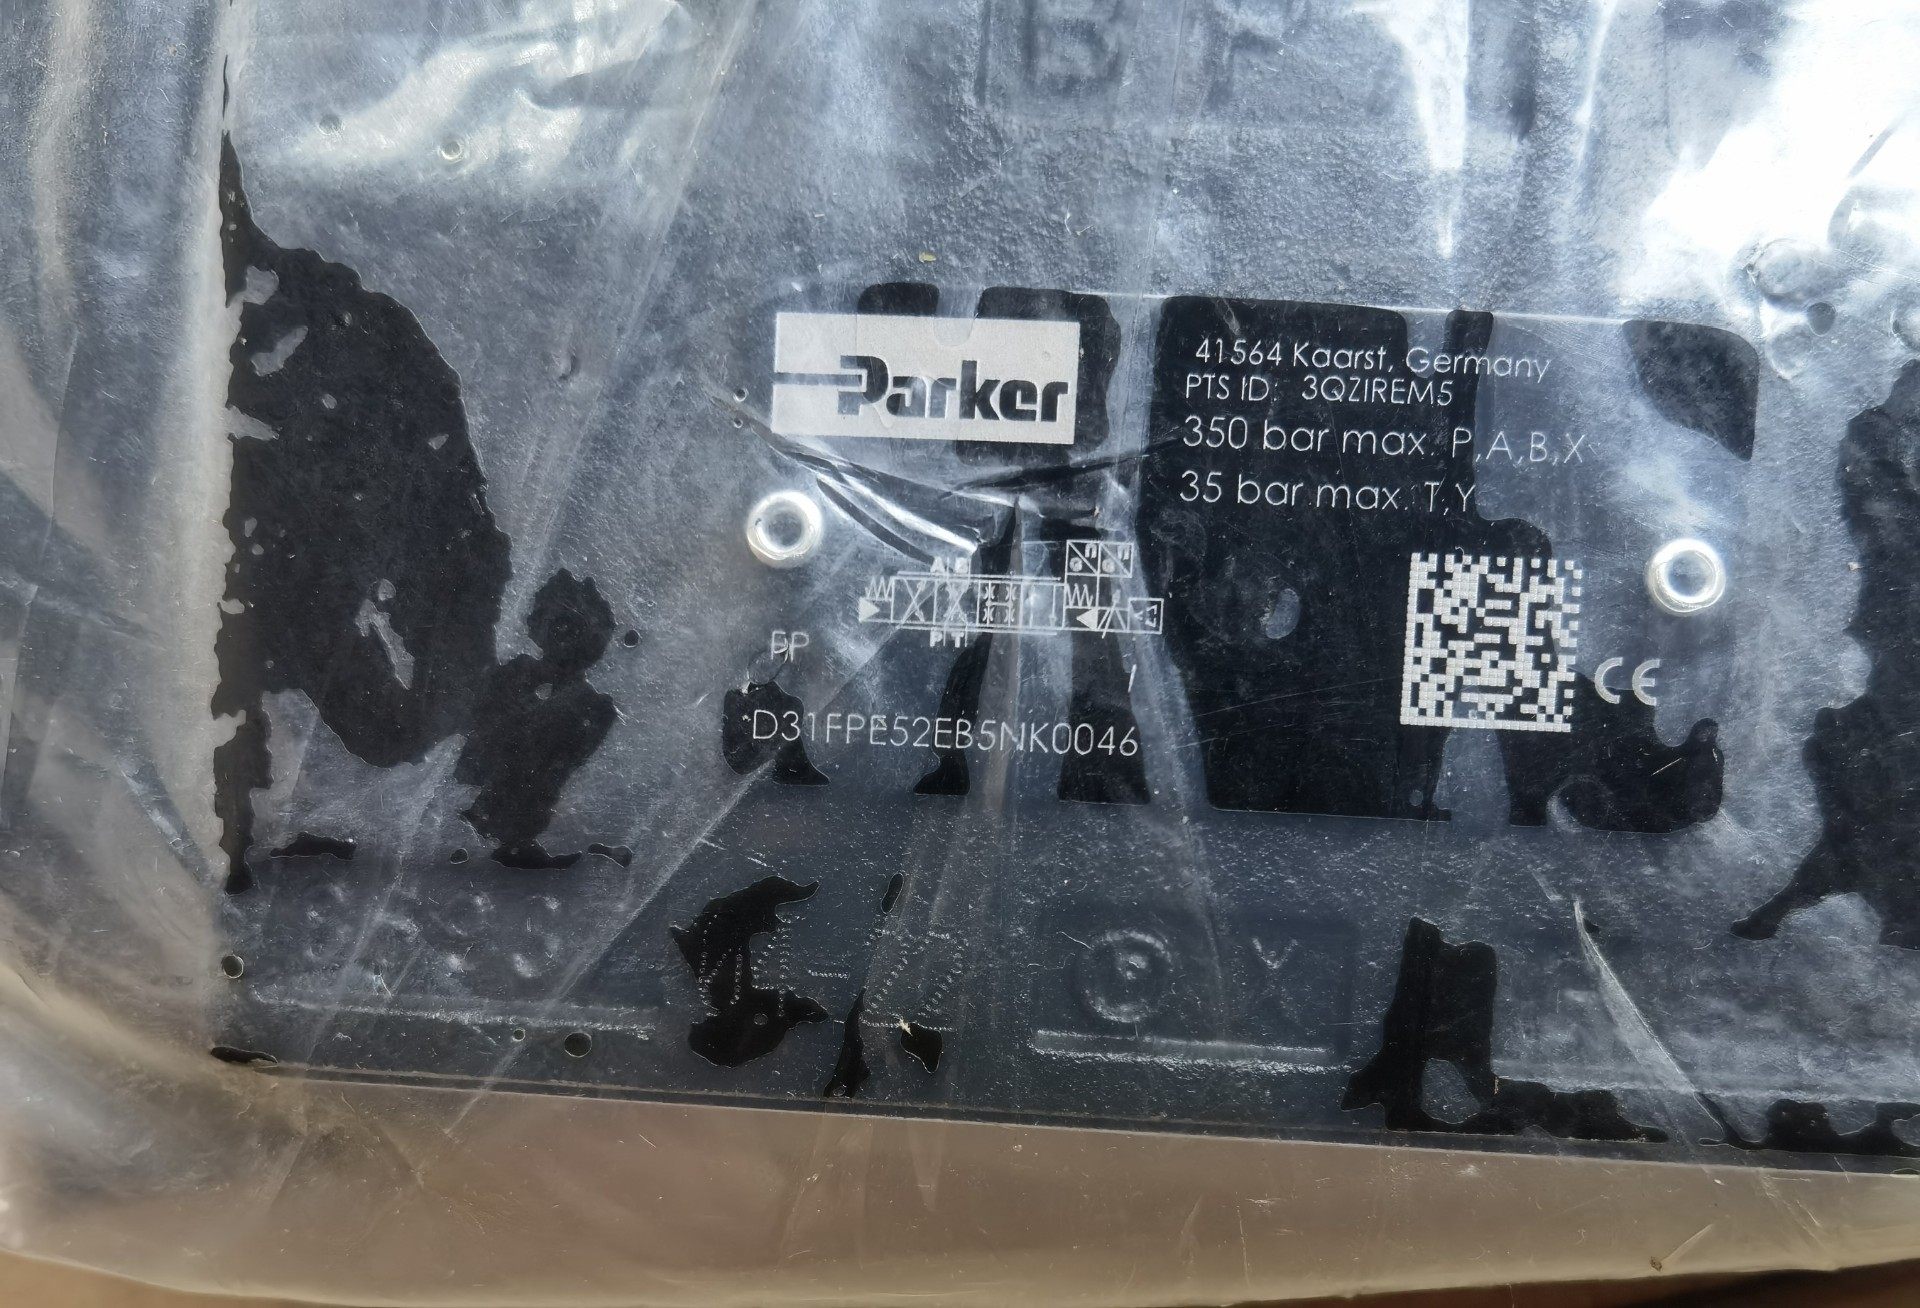 Parker
41564 Kaarst, Germany
PTS ID: 3QZIREM5
350 bar max. P,A,B,X
35 bar max. T,Y
A B
P T
D31FPE52EB5NK0046
CE